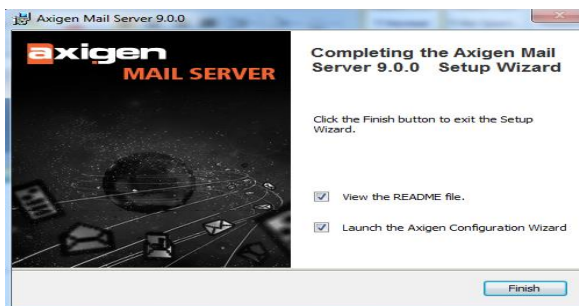 Axigen Mail Server 9.0.0
axigen
MAIL SERVER
Completing the Axigen Mail
Server 9.0.0 Setup Wizard
Click the Finish button to exit the Setup
Wizard.
View the README file.
Launch the Axigen Configuration Wizard
Finish